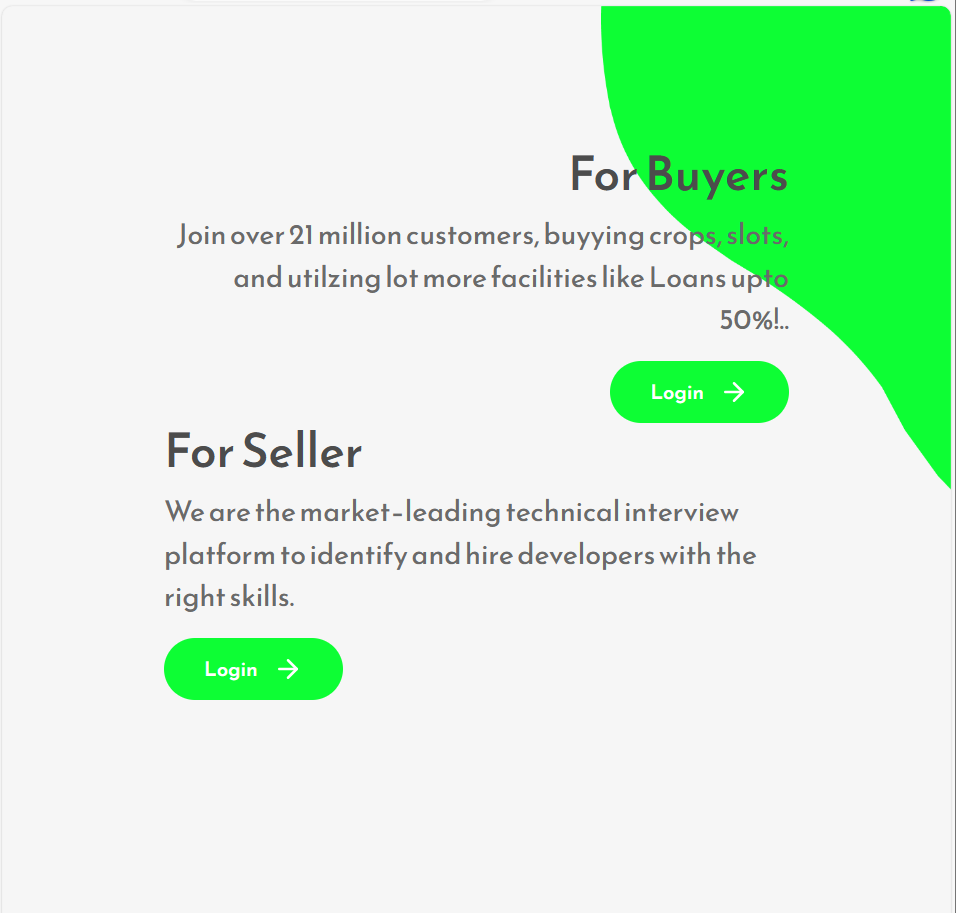 For Buyers
Join over 21 million customers, buyying crops, slots,
and utilzing lot more facilities like Loans upto
50%!..
Login
For Seller
We are the market-leading technical interview
platform to identify and hire developers with the
right skills.
Login